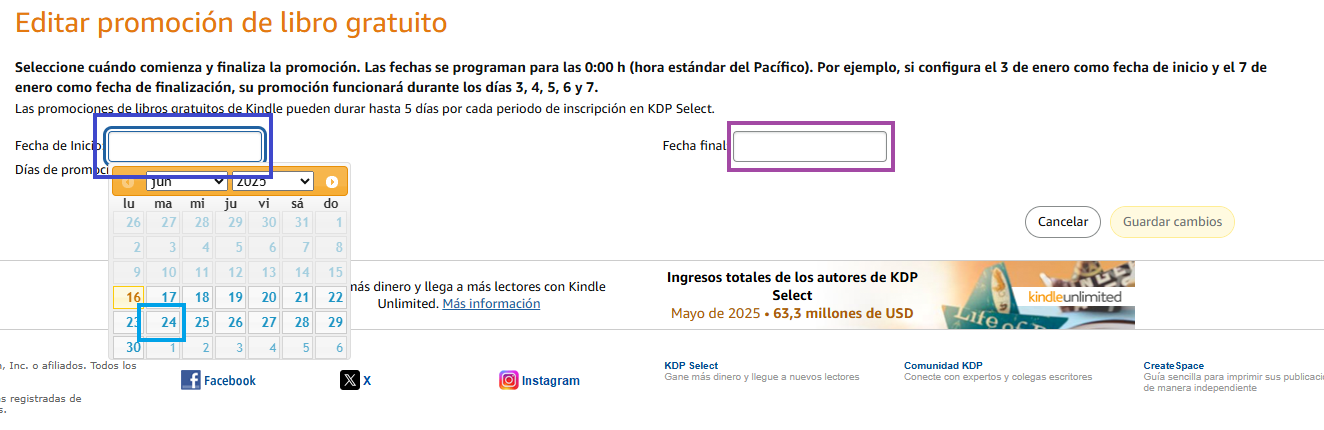 Editar promoción de libro gratuito
Seleccione cuándo comienza y finaliza la promoción. Las fechas se programan para las 0:00 h (hora estándar del Pacífico). Por ejemplo, si configura el 3 de enero como fecha de inicio y el 7 de
enero como fecha de finalización, su promoción funcionará durante los días 3, 4, 5, 6 y 7.
Las promociones de libros gratuitos de Kindle pueden durar hasta 5 días por cada periodo de inscripción en KDP Select.
Fecha de Inicio
Fecha final
Días de promoci
Jun 2025
lu ma mi ju vi sá do
26 27 28 29 30 31 1
2 3 4 5 6 7 8
9 10 11 12 13 14 15
16 17 18 19 20 21 22
23 24 25 26 27 28 29
30 1 2 3 4 5 6
Cancelar
Guardar cambios
más dinero y llega a más lectores con Kindle
Unlimited. Más información
Ingresos totales de los autores de KDP
Select
Mayo de 2025 • 63,3 millones de USD
kindleunlimited
Life of
, Inc. o afiliados. Todos los
s registradas de
s.
Facebook
X
Instagram
KDP Select
Gane más dinero y llegue a nuevos lectores
Comunidad KDP
Conecte con expertos y colegas escritores
CreateSpace
Guía sencilla para imprimir sus publicacio
de manera independiente